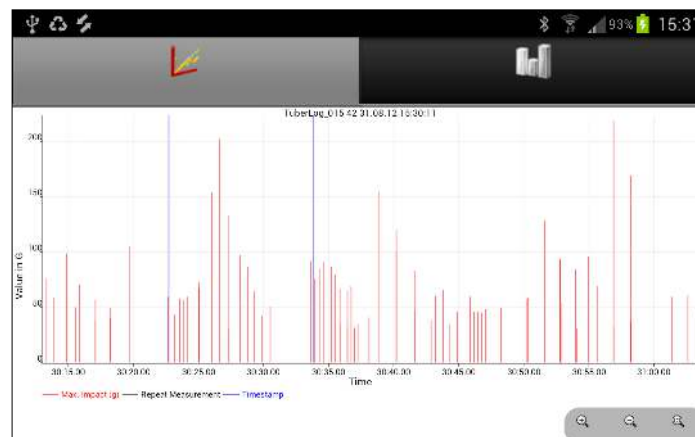 93% 15:31
TuberLog_015 42 31.08.12 15:30:11
Value in G
200
150
100
50
0
30:15.00 30:20.00 30:25.00 30:30.00 30:35.00 30:40.00 30:45.00 30:50.00 30:55.00 31:00.00
Time
Max. Impact (g) Repeat Measurement Timestamp